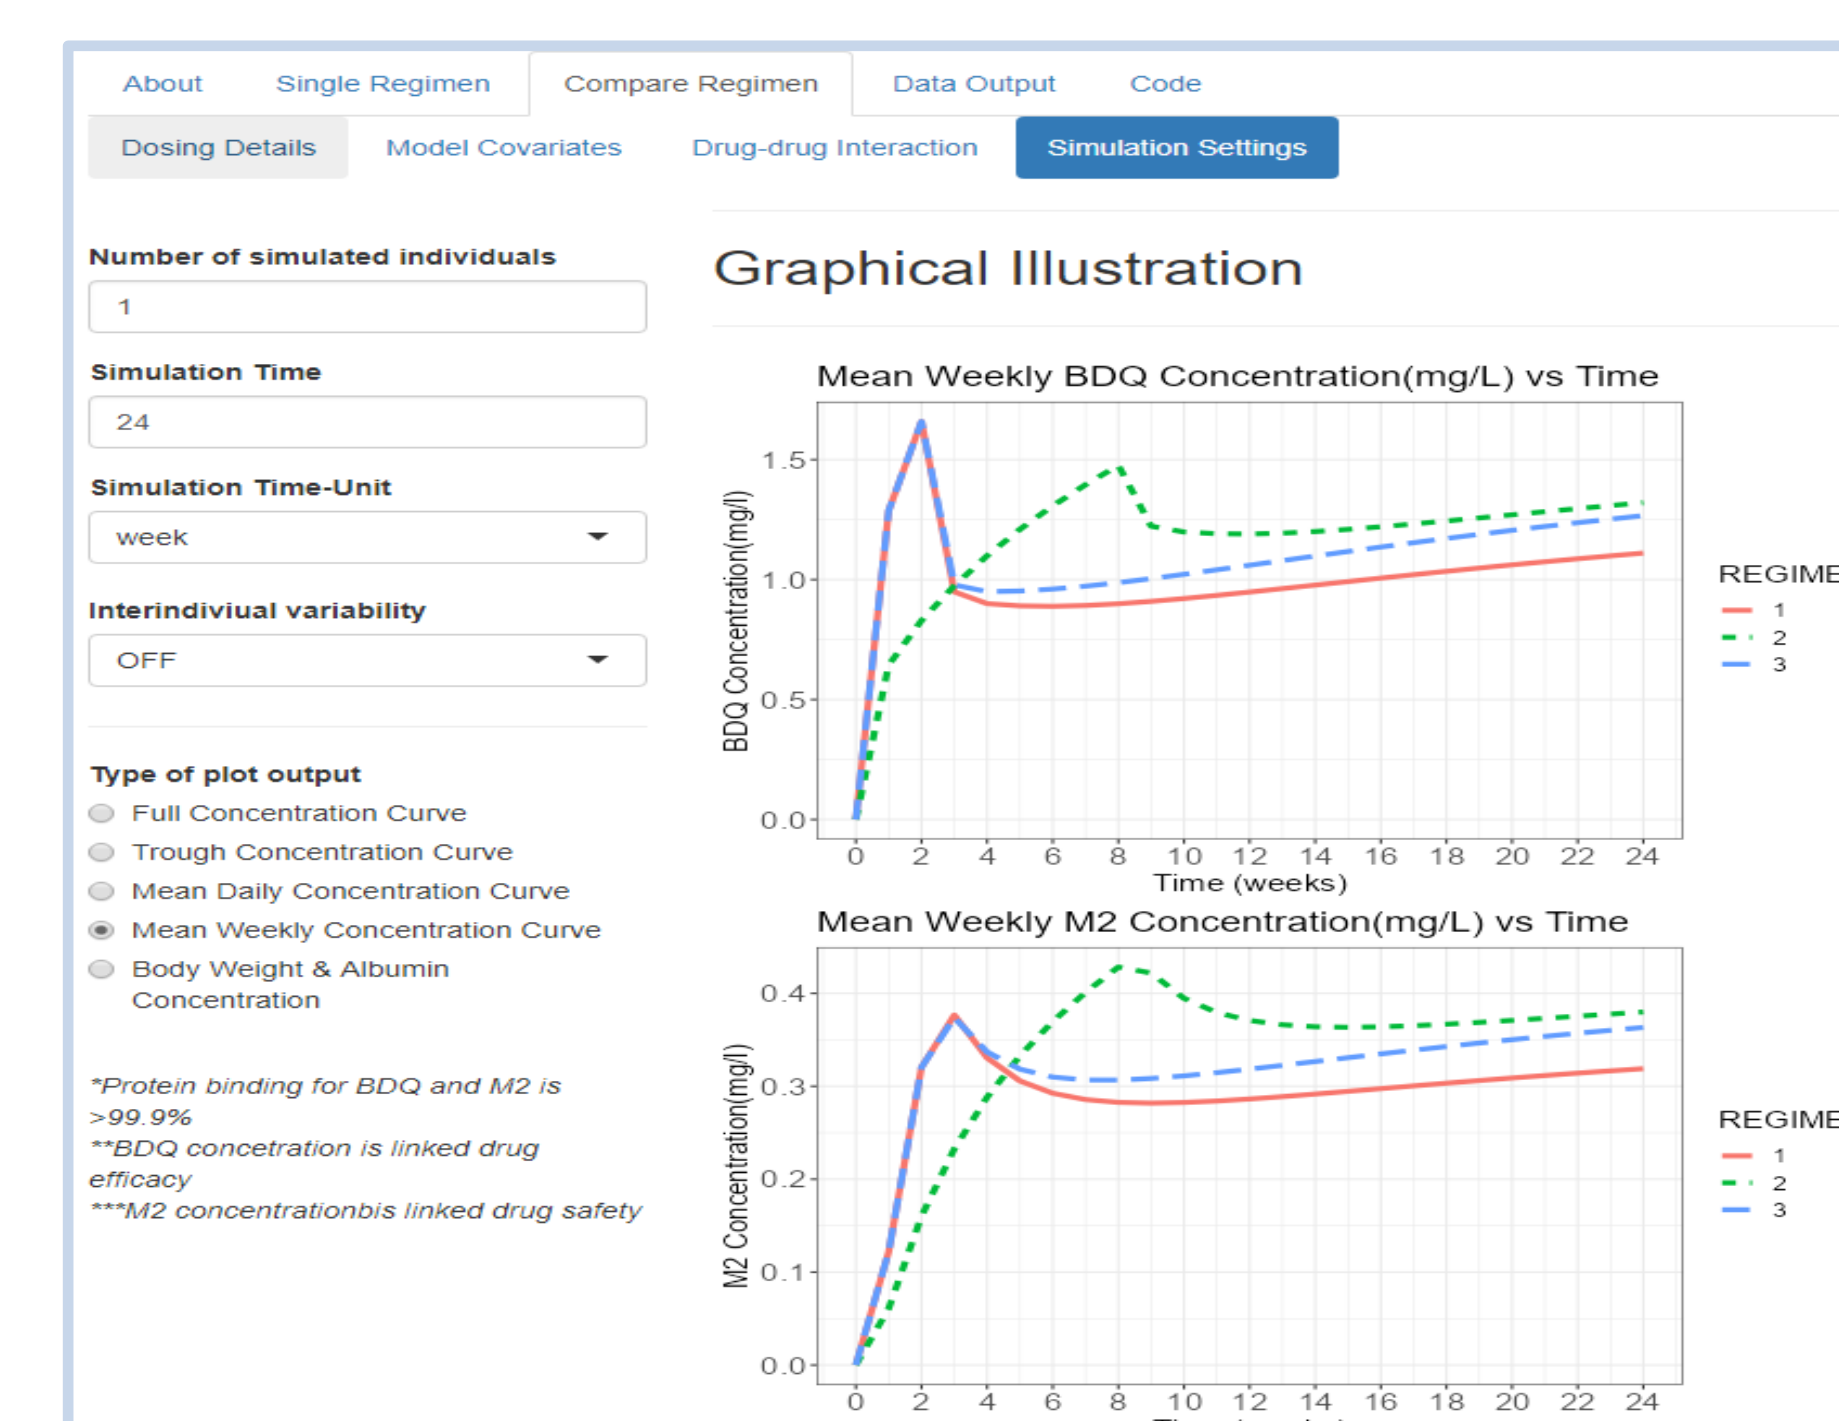 About Single Regimen Compare Regimen Data Output Code
Dosing Details Model Covariates Drug-drug Interaction Simulation Settings
Number of simulated individuals
1
Simulation Time
24
Simulation Time-Unit
week
Interindiviual variability
OFF
Type of plot output
Full Concentration Curve
Trough Concentration Curve
Mean Daily Concentration Curve
Mean Weekly Concentration Curve
Body Weight & Albumin
Concentration
*Protein binding for BDQ and M2 is
>99.9%
**BDQ concetration is linked drug
efficacy
***M2 concentrationbis linked drug safety
Graphical Illustration
Mean Weekly BDQ Concentration(mg/L) vs Time
BDQ Concentration(mg/l)
1.5
1.0
0.5
0.0
0 2 4 6 8 10 12 14 16 18 20 22 24
Time (weeks)
REGIME
1
2
3
Mean Weekly M2 Concentration(mg/L) vs Time
M2 Concentration(mg/l)
0.4
0.3
0.2
0.1
0.0
0 2 4 6 8 10 12 14 16 18 20 22 24
REGIME
1
2
3